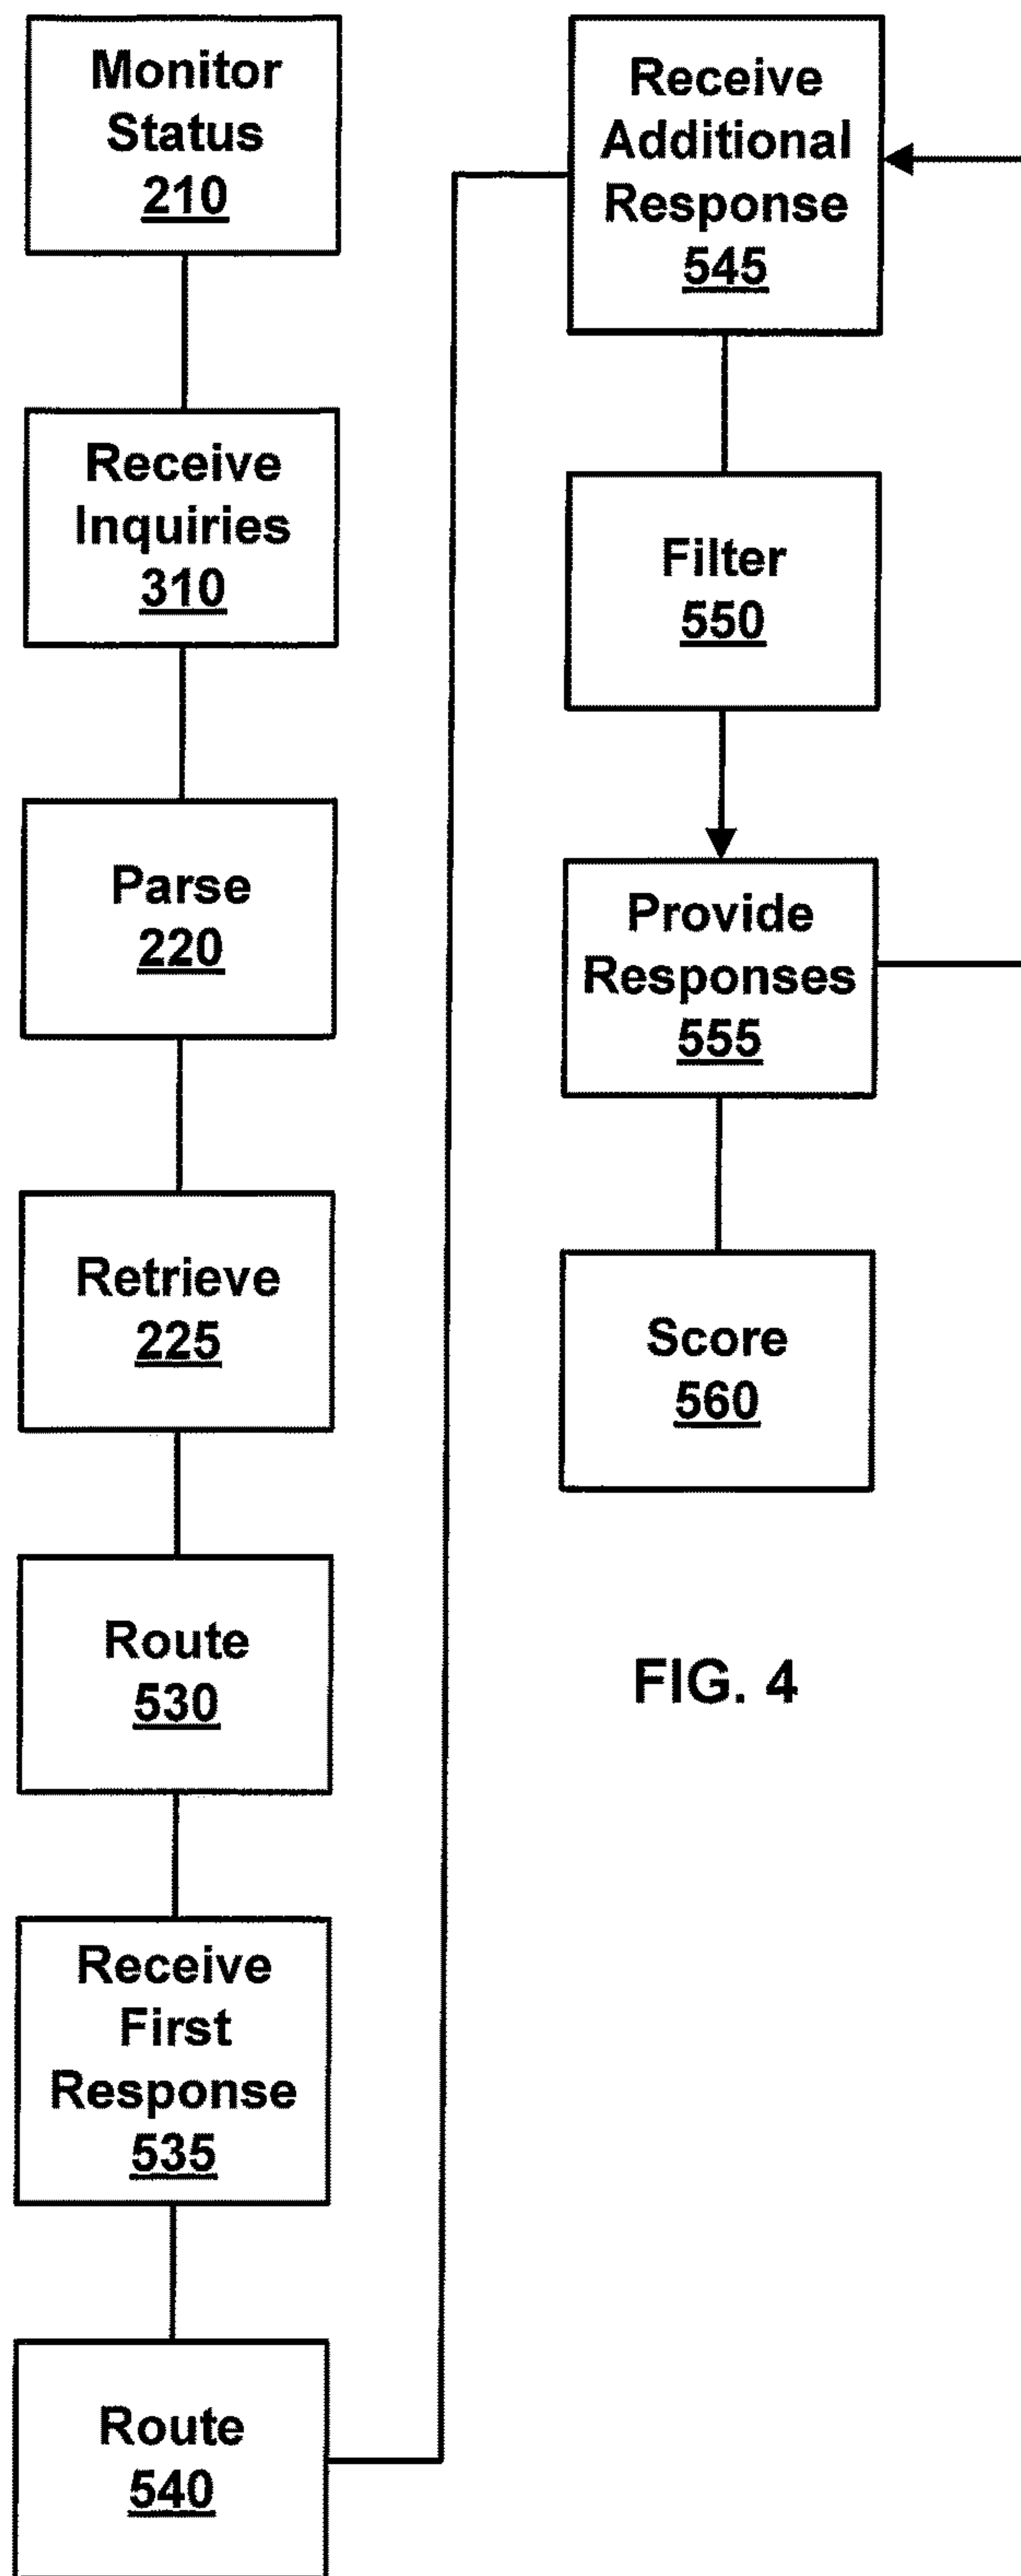 Monitor
Status
210
Receive
Inquiries
310
Parse
220
Retrieve
225
Route
530
Receive
First
Response
535
Route
540
Receive
Additional
Response
545
Filter
550
Provide
Responses
555
Score
560
FIG. 4